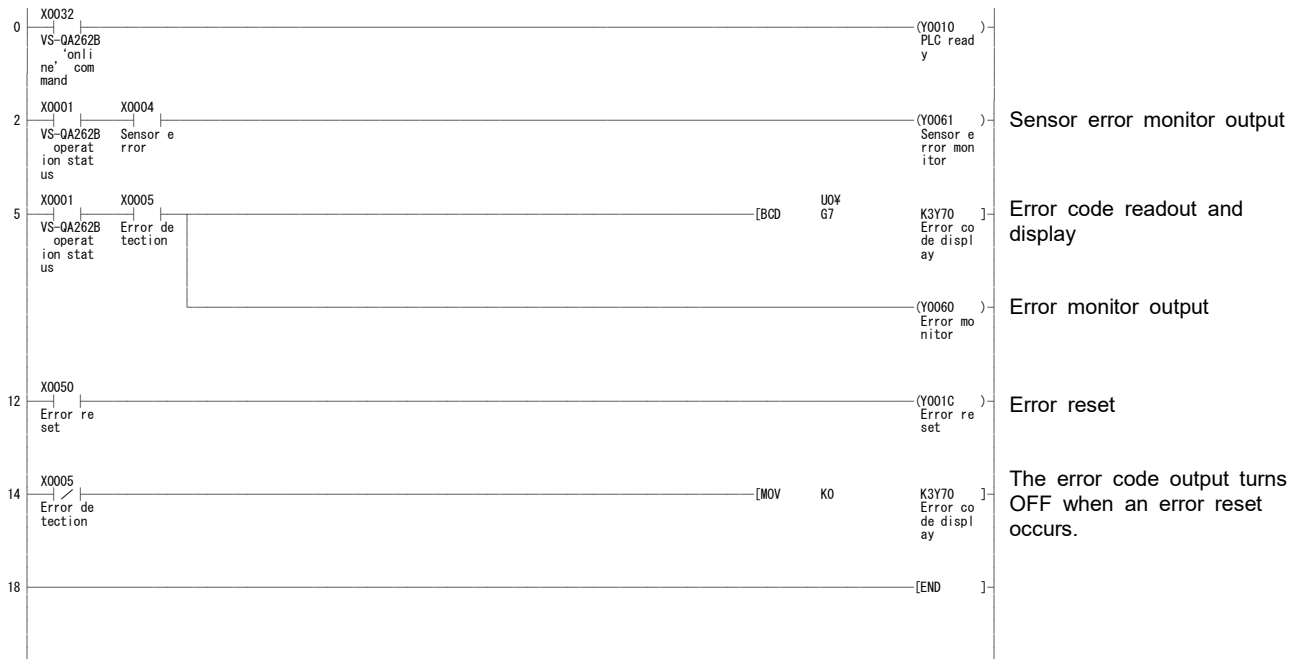 X0032
0 (Y0010 )
VS-QA262B PLC read
‘onli y
ne’ com
mand
X0001 X0004
2 (Y0061 ) Sensor error monitor output
VS-QA262B Sensor e Sensor e
operat rror rror mon
ion stat itor
us
X0001 X0005 U0¥
5 [BCD G7 K3Y70 ] Error code readout and
VS-QA262B Error de Error co display
operat tection de displ
ion stat ay
us
(Y0060 ) Error monitor output
Error mo
nitor
X0050
12 (Y001C ) Error reset
Error re Error re
set set
X0005 The error code output turns
14 [MOV K0 K3Y70 ] OFF when an error reset
Error de Error co occurs.
tection de displ
ay
18 [END ]